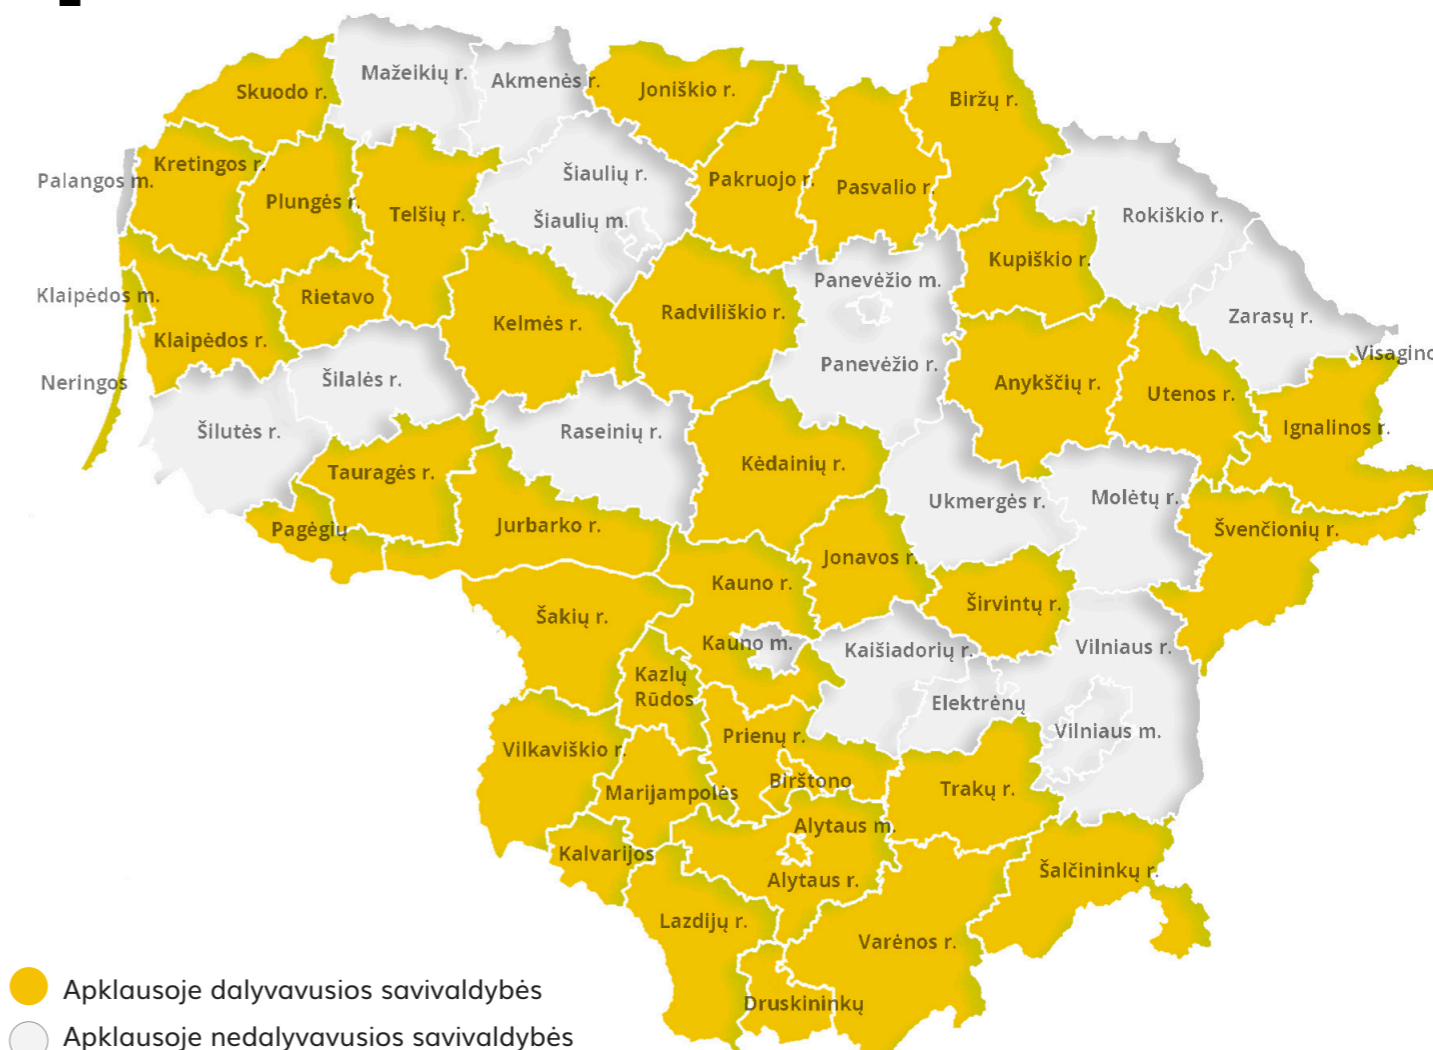 Mažeikių r.
Akmenės r.
Skuodo r.
Joniškio r.
Biržų r.
Kretingos r.
Palangos m.
Plungės r.
Telšių r.
Šiaulių r.
Šiaulių m.
Pakruojo r.
Pasvalio r.
Rokiškio r.
Kupiškio r.
Panevėžio m.
Klaipėdos m.
Rietavo
Kelmės r.
Radviliškio r.
Zarasų r.
Klaipėdos r.
Visagino
Panevėžio r.
Neringos
Šilalės r.
Anykščių r.
Utenos r.
Šilutės r.
Raseinių r.
Ignalinos r.
Tauragės r.
Kėdainių r.
Ukmergės r.
Molėtų r.
Pagėgių
Jurbarko r.
Švenčionių r.
Jonavos r.
Kauno r.
Širvintų r.
Šakių r.
Kauno m.
Kaišiadorių r.
Vilniaus r.
Kazlų
Rūdos
Elektrėnų
Vilniaus m.
Prienų r.
Vilkaviškio r.
Birštono
Marijampolės
Trakų r.
Alytaus m.
Kalvarijos
Šalčininkų r.
Alytaus r.
Lazdijų r.
Varėnos r.
Druskininkų
Apklausoje dalyvavusios savivaldybės
Apklausoje nedalyvavusios savivaldybės